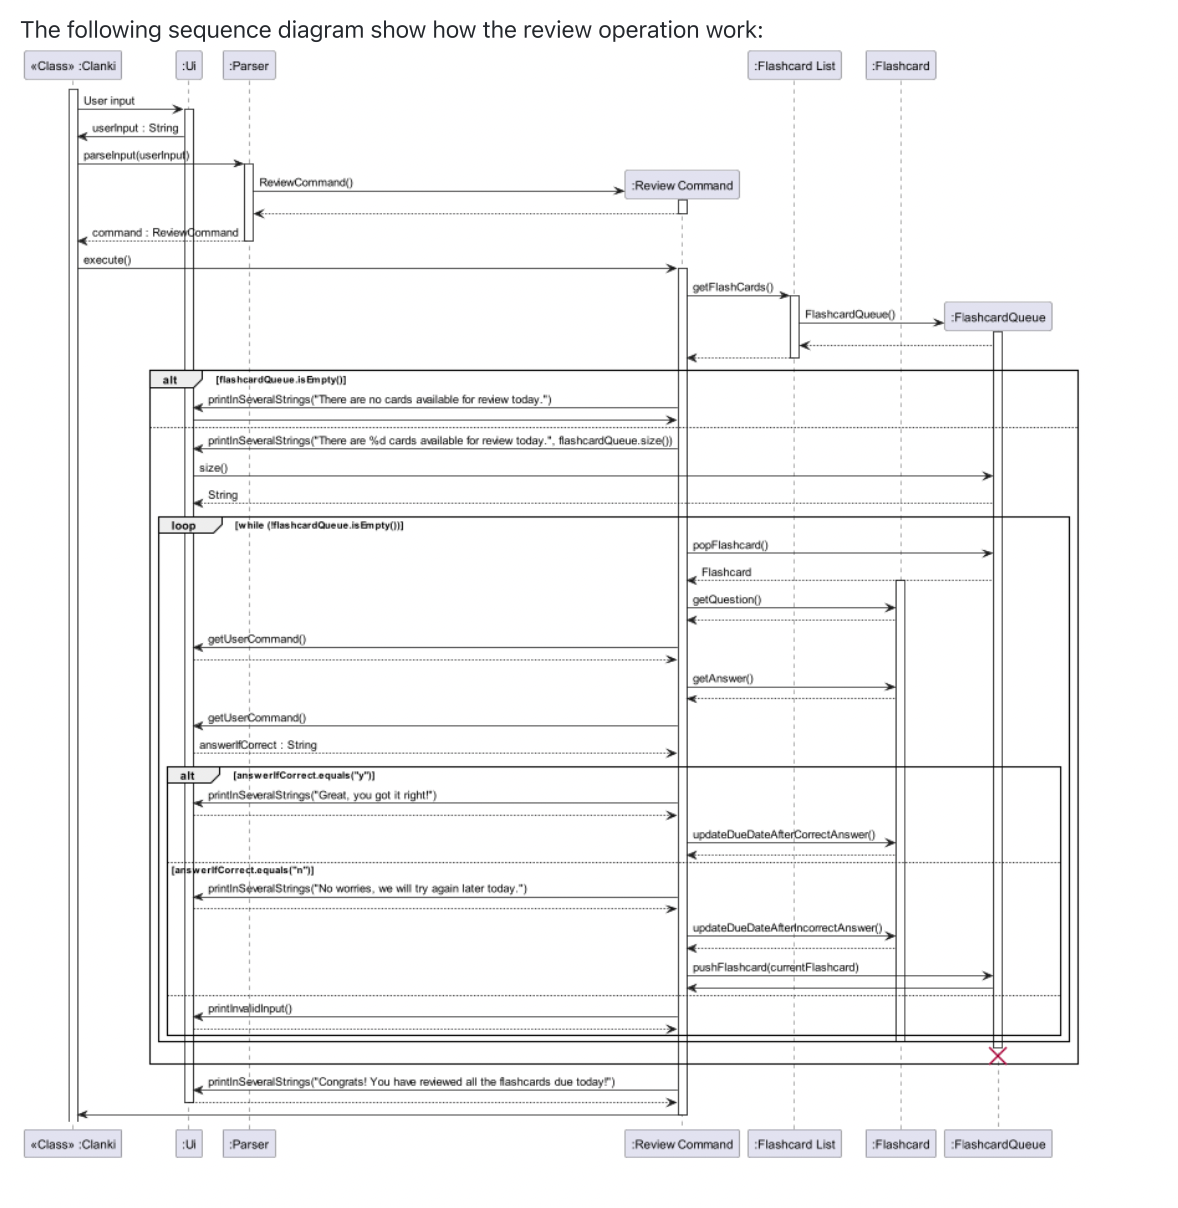 The following sequence diagram show how the review operation work:
«Class» :Clanki :Ui :Parser :Flashcard List :Flashcard
User input
userInput : String
parseInput(userInput)
ReviewCommand()
:Review Command
command : ReviewCommand
execute()
getFlashCards()
FlashcardQueue()
:FlashcardQueue
alt [flashcardQueue.isEmpty()]
printlnSeveralStrings("There are no cards available for review today.")
printlnSeveralStrings("There are %d cards available for review today.", flashcardQueue.size())
size()
String
loop [while (!flashcardQueue.isEmpty())]
popFlashcard()
Flashcard
getQuestion()
getUserCommand()
getAnswer()
getUserCommand()
answerIfCorrect : String
alt [answerIfCorrect.equals("y")]
printlnSeveralStrings("Great, you got it right!")
updateDueDateAfterCorrectAnswer()
[answerIfCorrect.equals("n")]
printlnSeveralStrings("No worries, we will try again later today.")
updateDueDateAfterIncorrectAnswer()
pushFlashcard(currentFlashcard)
printInvalidInput()
printlnSeveralStrings("Congrats! You have reviewed all the flashcards due today!")
«Class» :Clanki :Ui :Parser :Review Command :Flashcard List :Flashcard :FlashcardQueue